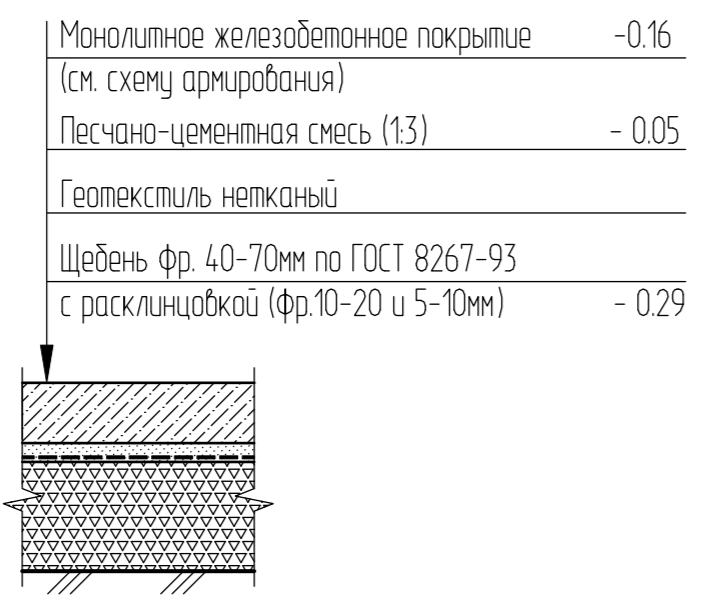 Монолитное железобетонное покрытие -0.16
(см. схему армирования)
Песчано-цементная смесь (1:3) - 0.05
Геотекстиль нетканый
Щебень фр. 40-70мм по ГОСТ 8267-93
с расклинцовкой (фр.10-20 и 5-10мм) - 0.29